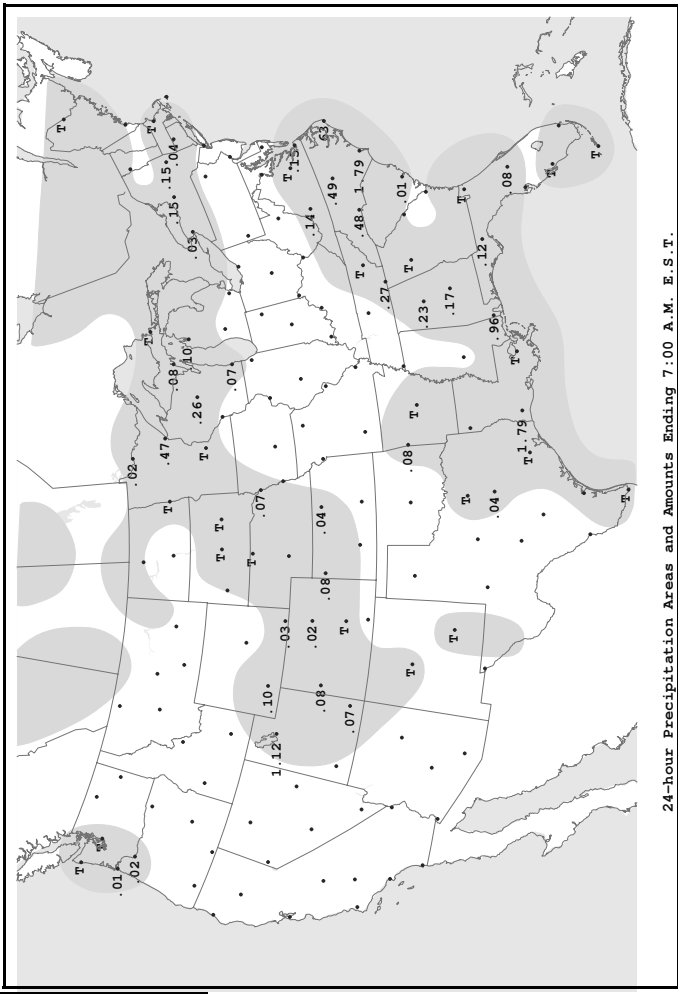 T
T
T
.01
.02
.02
T
T
.47
.15
T
.08
.15
.04
.10
.03
.26
T
T
T
.07
T
.07
.10
1.12
.03
T
.02
.14
.08
.04
.63
.08
.49
T
.07
.48
1.79
T
.27
.01
.08
T
T
T
.23
.17
T
T
T
.12
.04
.96
.08
T
1.79
T
T
T
T
24-hour Precipitation Areas and Amounts Ending 7:00 A.M. E.S.T.